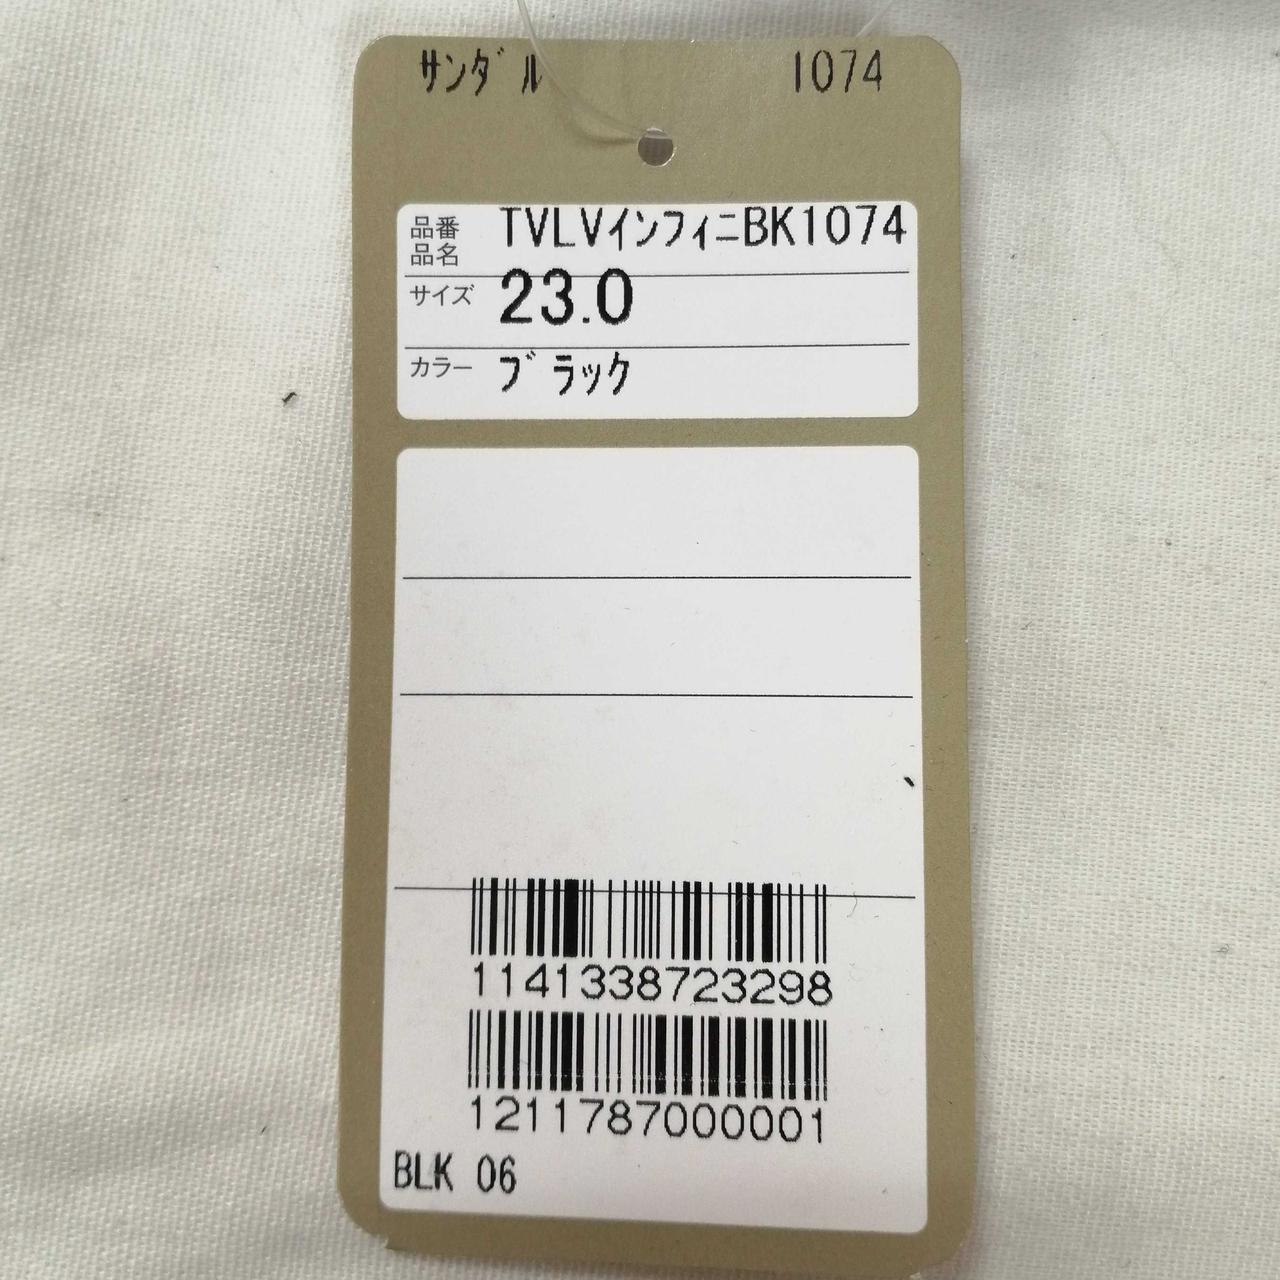 ｻﾝﾀﾞﾙ 1074
品番 TVLVｲﾝﾌｨﾆBK1074
品名
サイズ 23.0
カラー ﾌﾞﾗｯｸ
1141338723298
1211787000001
BLK 06